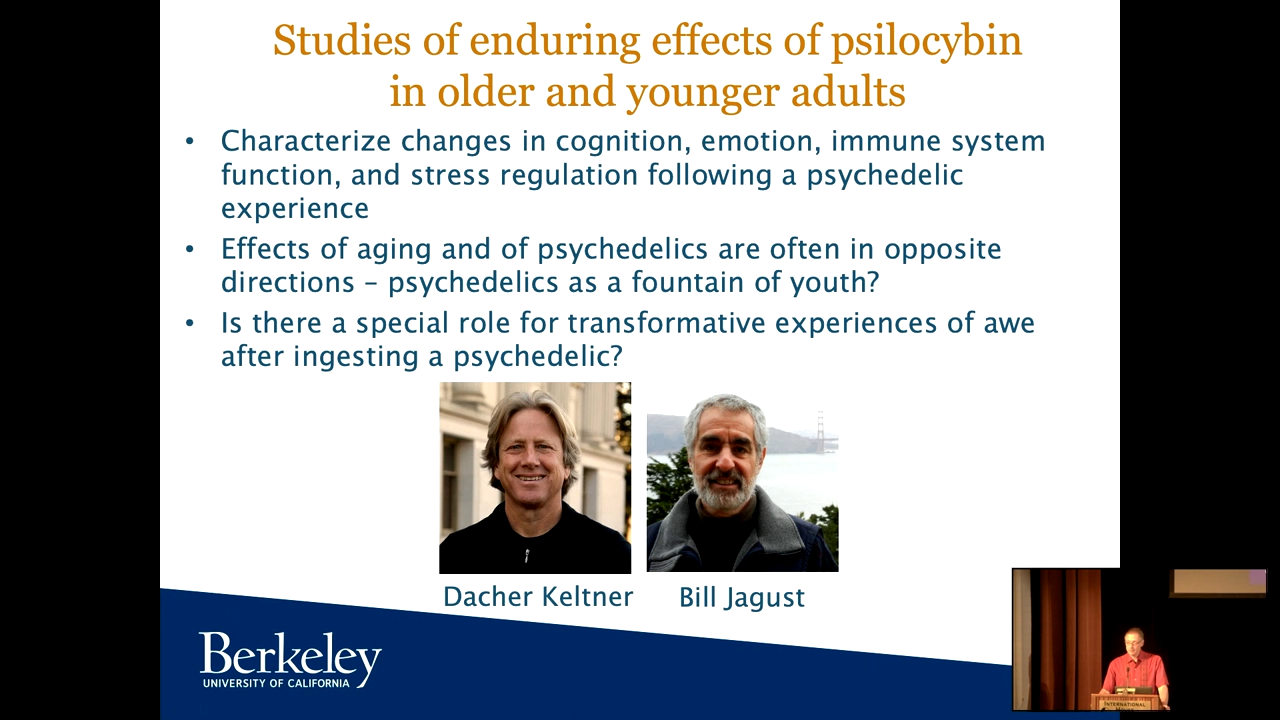 Studies of enduring effects of psilocybin
in older and younger adults
• Characterize changes in cognition, emotion, immune system
function, and stress regulation following a psychedelic
experience
• Effects of aging and of psychedelics are often in opposite
directions – psychedelics as a fountain of youth?
• Is there a special role for transformative experiences of awe
after ingesting a psychedelic?
Dacher Keltner
Bill Jagust
Berkeley
UNIVERSITY OF CALIFORNIA
INTERNATIONAL